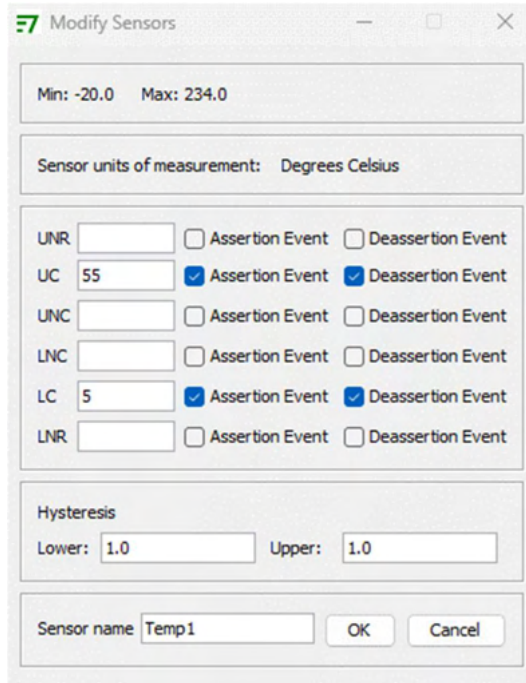 Modify Sensors
Min: -20.0 Max: 234.0
Sensor units of measurement: Degrees Celsius
UNR Assertion Event Deassertion Event
UC 55 Assertion Event Deassertion Event
UNC Assertion Event Deassertion Event
LNC Assertion Event Deassertion Event
LC 5 Assertion Event Deassertion Event
LNR Assertion Event Deassertion Event
Hysteresis
Lower: 1.0 Upper: 1.0
Sensor name Temp1 OK Cancel